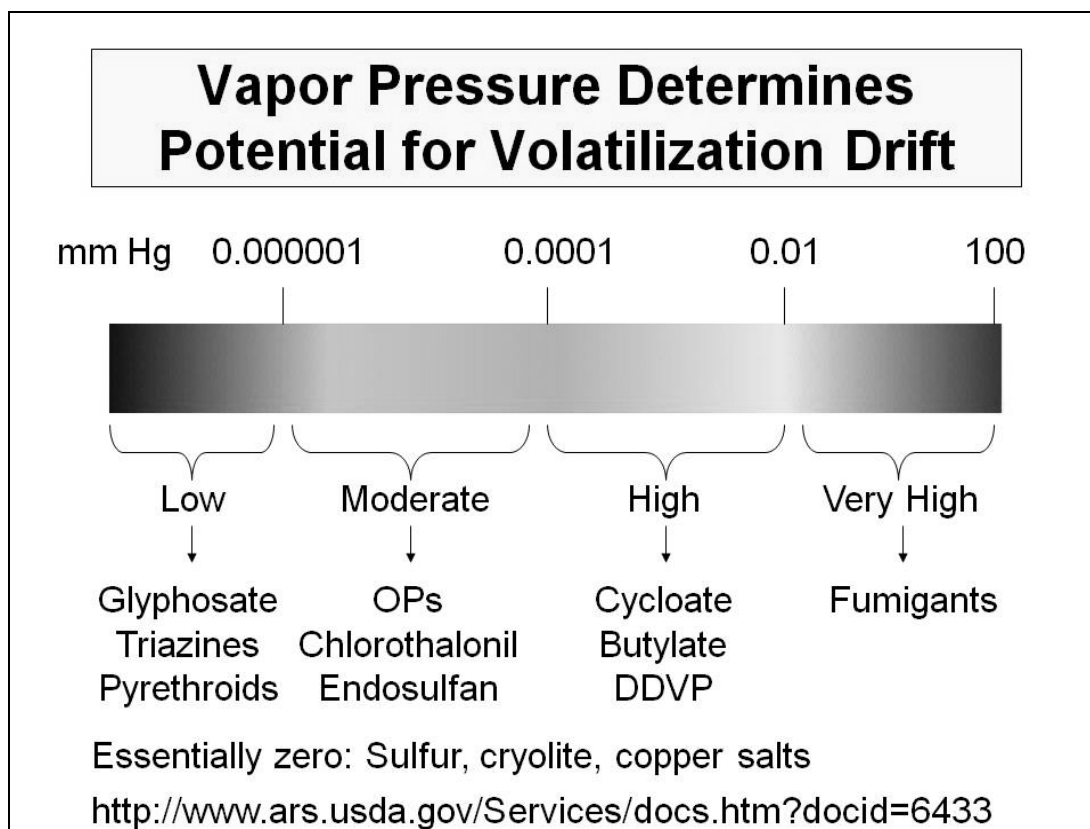 Vapor Pressure Determines
Potential for Volatilization Drift
mm Hg 0.000001 0.0001 0.01 100
Low Moderate High Very High
Glyphosate OPs Cycloate Fumigants
Triazines Chlorothalonil Butylate
Pyrethroids Endosulfan DDVP
Essentially zero: Sulfur, cryolite, copper salts
http://www.ars.usda.gov/Services/docs.htm?docid=6433